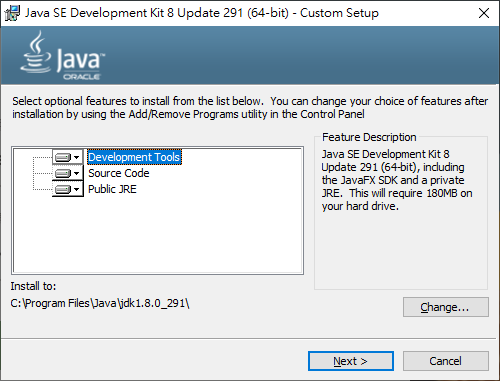 Java SE Development Kit 8 Update 291 (64-bit) - Custom Setup
Java
ORACLE
Select optional features to install from the list below.  You can change your choice of features after
installation by using the Add/Remove Programs utility in the Control Panel
Development Tools
Source Code
Public JRE
Feature Description
Java SE Development Kit 8
Update 291 (64-bit), including
the JavaFX SDK and a private
JRE.  This will require 180MB on
your hard drive.
Install to:
C:\Program Files\Java\jdk1.8.0_291\
Change...
Next >
Cancel